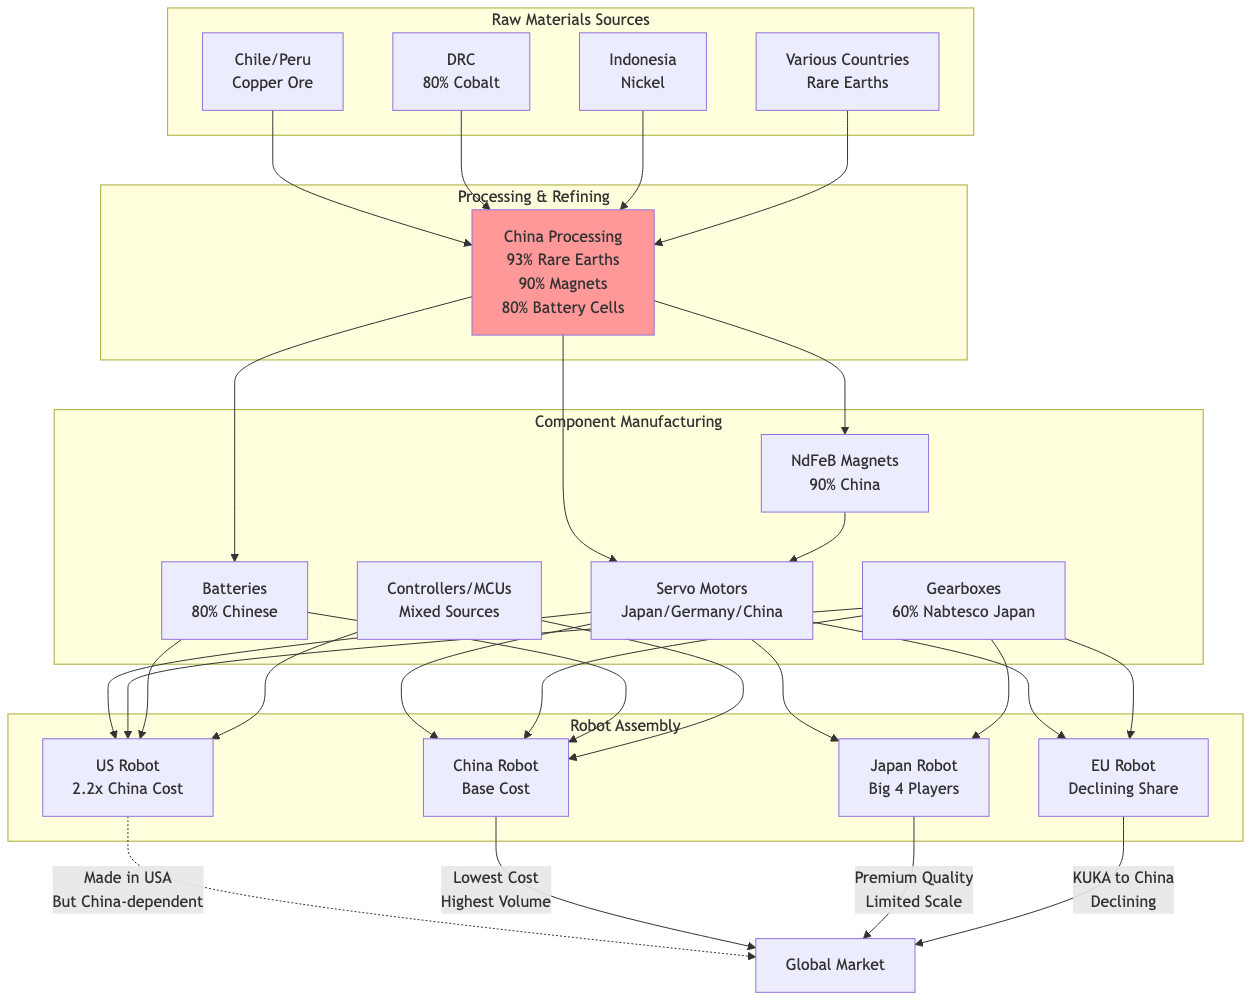 Raw Materials Sources
Chile/Peru
Copper Ore
DRC
80% Cobalt
Indonesia
Nickel
Various Countries
Rare Earths
Processing & Refining
China Processing
93% Rare Earths
90% Magnets
80% Battery Cells
Component Manufacturing
NdFeB Magnets
90% China
Batteries
80% Chinese
Controllers/MCUs
Mixed Sources
Servo Motors
Japan/Germany/China
Gearboxes
60% Nabtesco Japan
Robot Assembly
US Robot
2.2x China Cost
China Robot
Base Cost
Japan Robot
Big 4 Players
EU Robot
Declining Share
Made in USA
But China-dependent
Lowest Cost
Highest Volume
Premium Quality
Limited Scale
KUKA to China
Declining
Global Market